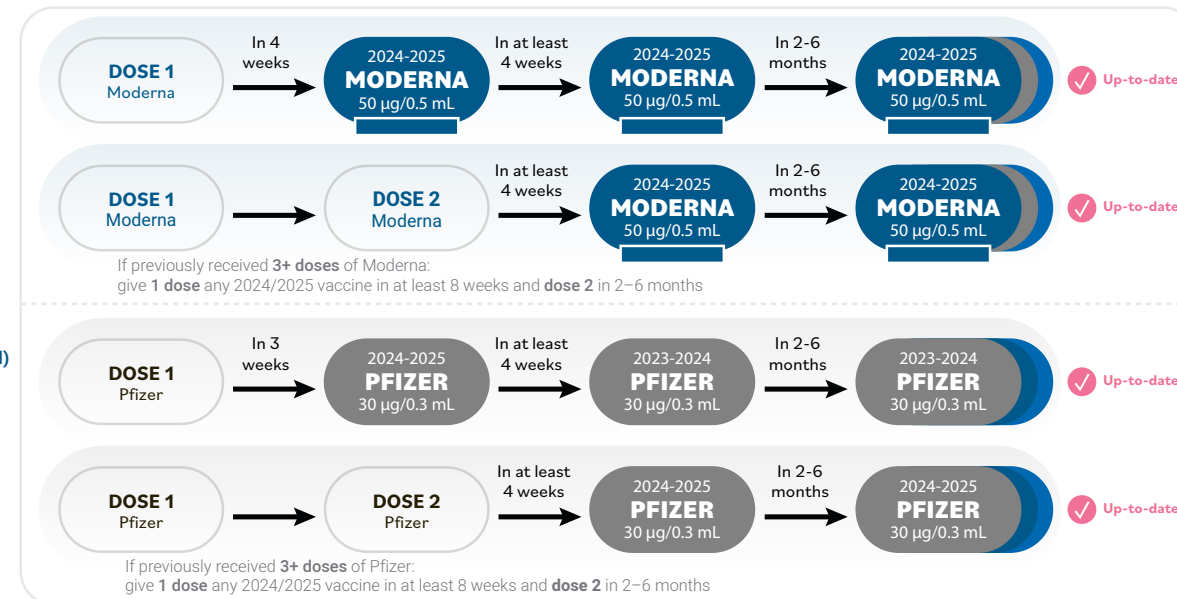 DOSE 1
Moderna
In 4
weeks
2024-2025
MODERNA
50 µg/0.5 mL
In at least
4 weeks
2024-2025
MODERNA
50 µg/0.5 mL
In 2-6
months
2024-2025
MODERNA
50 µg/0.5 mL
Up-to-date
DOSE 1
Moderna
DOSE 2
Moderna
In at least
4 weeks
2024-2025
MODERNA
50 µg/0.5 mL
In 2-6
months
2024-2025
MODERNA
50 µg/0.5 mL
Up-to-date
If previously received 3+ doses of Moderna:
give 1 dose any 2024/2025 vaccine in at least 8 weeks and dose 2 in 2–6 months
DOSE 1
Pfizer
In 3
weeks
2024-2025
PFIZER
30 µg/0.3 mL
In at least
4 weeks
2023-2024
PFIZER
30 µg/0.3 mL
In 2-6
months
2023-2024
PFIZER
30 µg/0.3 mL
Up-to-date
DOSE 1
Pfizer
DOSE 2
Pfizer
In at least
4 weeks
2024-2025
PFIZER
30 µg/0.3 mL
In 2-6
months
2024-2025
PFIZER
30 µg/0.3 mL
Up-to-date
If previously received 3+ doses of Pfizer:
give 1 dose any 2024/2025 vaccine in at least 8 weeks and dose 2 in 2–6 months